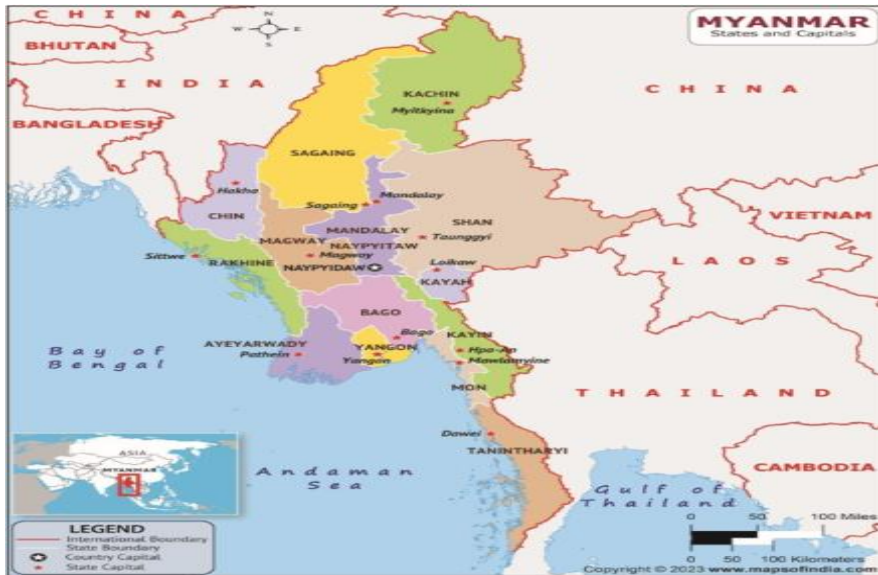 CHINA
BHUTAN
INDIA
BANGLADESH
N
W
E
S
MYANMAR
States and Capitals
CHINA
KACHIN
Myitkyina
SAGAING
Hakha
CHIN
Sagaing
Mandalay
MANDALAY
SHAN
Taunggyi
MAGWAY
NAYPYITAW
Magway
NAYPYIDAW
Sittwe
RAKHINE
Loikaw
KAYAH
VIETNAM
LAOS
BAGO
Bago
KAYIN
AYEYARWADY
Pathein
YANGON
Yangon
Hpa-An
Mawlamyine
MON
Bay of
Bengal
THAILAND
Dawei
TANINTHARYI
Andaman
Sea
Gulf of
Thailand
CAMBODIA
ASIA
MYANMAR
LEGEND
International Boundary
State Boundary
Country Capital
State Capital
0 50 100 Miles
0 50 100 Kilometers
Copyright © 2023 www.mapsofindia.com